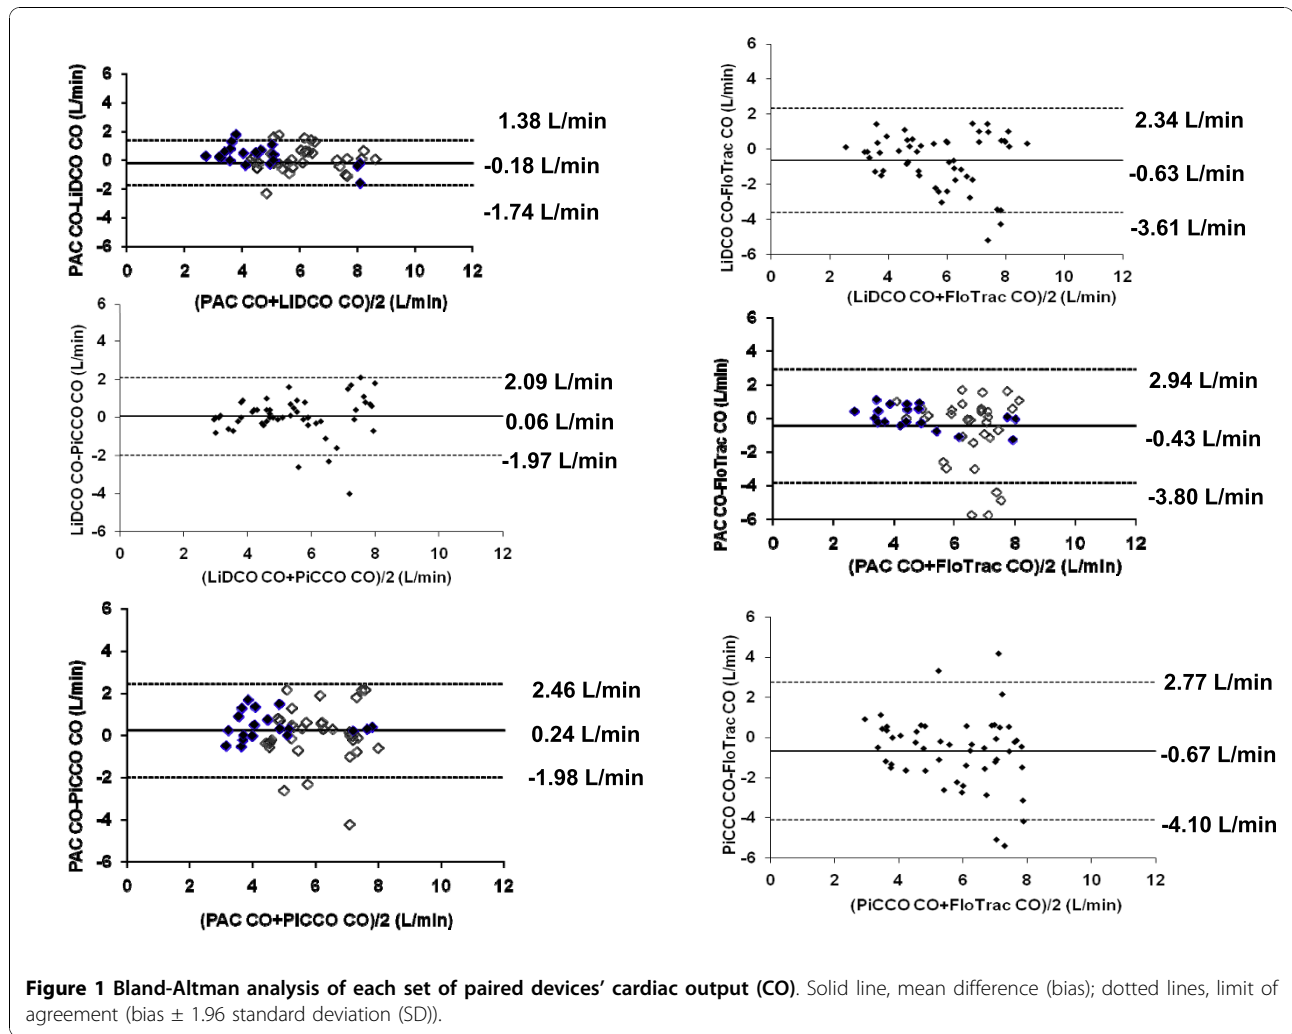 6
4
2
0
-2
-4
-6
0 2 4 6 8 10 12
PAC CO-LiDCO CO (L/min)
(PAC CO+LIDCO CO)/2 (L/min)
1.38 L/min
-0.18 L/min
-1.74 L/min
6
4
2
0
-2
-4
-6
0 2 4 6 8 10 12
LiDCO CO-FloTrac CO (L/min)
(LiDCO CO+FloTrac CO)/2 (L/min)
2.34 L/min
-0.63 L/min
-3.61 L/min
6
4
2
0
-2
-4
-6
0 2 4 6 8 10 12
LiDCO CO-PiCCO CO (L/min)
(LiDCO CO+PiCCO CO)/2 (L/min)
2.09 L/min
0.06 L/min
-1.97 L/min
6
4
2
0
-2
-4
-6
0 2 4 6 8 10 12
PAC CO-FloTrac CO (L/min)
(PAC CO+FloTrac CO)/2 (L/min)
2.94 L/min
-0.43 L/min
-3.80 L/min
6
4
2
0
-2
-4
-6
0 2 4 6 8 10 12
PAC CO-PiCCO CO (L/min)
(PAC CO+PICCO CO)/2 (L/min)
2.46 L/min
0.24 L/min
-1.98 L/min
6
4
2
0
-2
-4
-6
0 2 4 6 8 10 12
PiCCO CO-FloTrac CO (L/min)
(PiCCO CO+FloTrac CO)/2 (L/min)
2.77 L/min
-0.67 L/min
-4.10 L/min
Figure 1 Bland-Altman analysis of each set of paired devices’ cardiac output (CO). Solid line, mean difference (bias); dotted lines, limit of
agreement (bias ± 1.96 standard deviation (SD)).